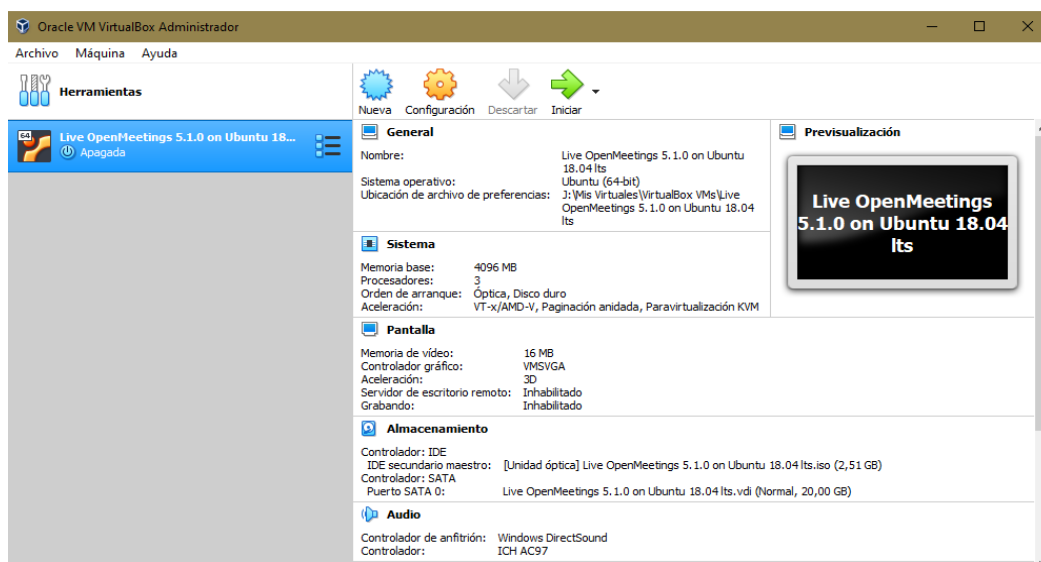 Oracle VM VirtualBox Administrador
Archivo Máquina Ayuda
Herramientas
Nueva Configuración Descartar Iniciar
64
Live OpenMeetings 5.1.0 on Ubuntu 18...
Apagada
General
Nombre: Live OpenMeetings 5.1.0 on Ubuntu
18.04 lts
Sistema operativo: Ubuntu (64-bit)
Ubicación de archivo de preferencias: J:\Mis Virtuales\VirtualBox VMs\Live
OpenMeetings 5.1.0 on Ubuntu 18.04
lts
Previsualización
Live OpenMeetings
5.1.0 on Ubuntu 18.04
lts
Sistema
Memoria base: 4096 MB
Procesadores: 3
Orden de arranque: Óptica, Disco duro
Aceleración: VT-x/AMD-V, Paginación anidada, Paravirtualización KVM
Pantalla
Memoria de vídeo: 16 MB
Controlador gráfico: VMSVGA
Aceleración: 3D
Servidor de escritorio remoto: Inhabilitado
Grabando: Inhabilitado
Almacenamiento
Controlador: IDE
IDE secundario maestro: [Unidad óptica] Live OpenMeetings 5.1.0 on Ubuntu 18.04 lts.iso (2,51 GB)
Controlador: SATA
Puerto SATA 0: Live OpenMeetings 5.1.0 on Ubuntu 18.04 lts.vdi (Normal, 20,00 GB)
Audio
Controlador de anfitrión: Windows DirectSound
Controlador: ICH AC97